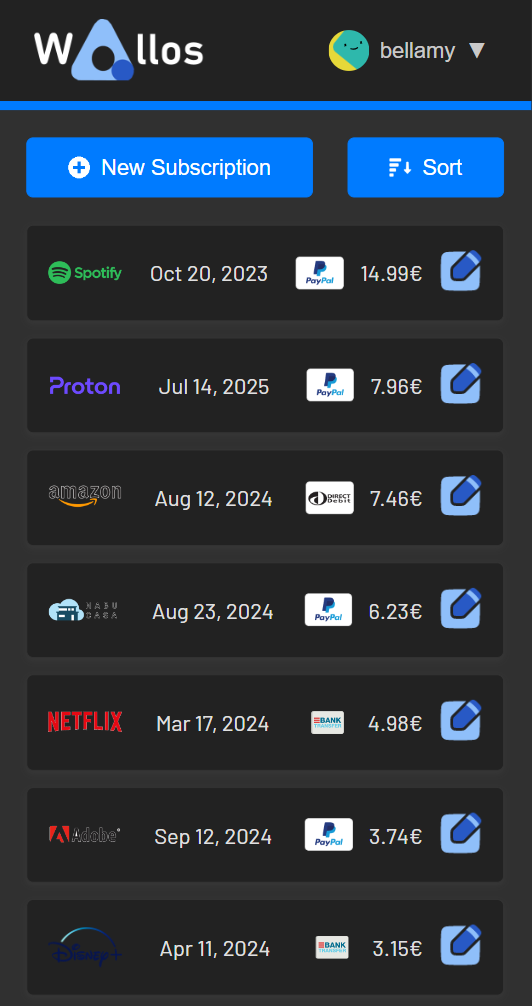 Wallos
bellamy ▼
New Subscription
Sort
Spotify Oct 20, 2023 PayPal 14.99€
Proton Jul 14, 2025 PayPal 7.96€
amazon Aug 12, 2024 DIRECT Debit 7.46€
NABU CASA Aug 23, 2024 PayPal 6.23€
NETFLIX Mar 17, 2024 BANK TRANSFER 4.98€
Adobe Sep 12, 2024 PayPal 3.74€
Disney+ Apr 11, 2024 BANK TRANSFER 3.15€